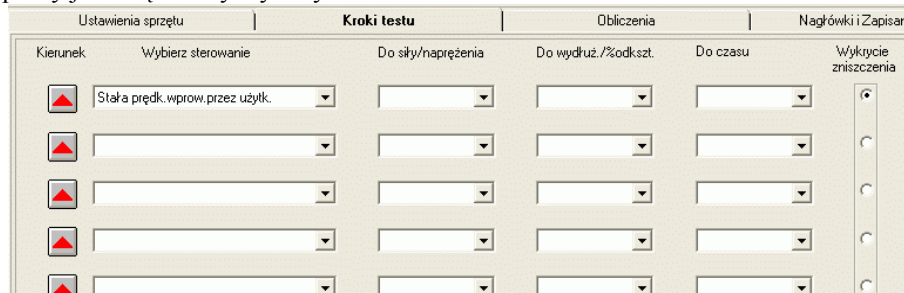 Ustawienia sprzętu Kroki testu Obliczenia Nagłówki i Zapisan
Kierunek Wybierz sterowanie Do siły/naprężenia Do wydłuż./%odkszt. Do czasu Wykrycie
zniszczenia
Stała prędk.wprow.przez użytk.